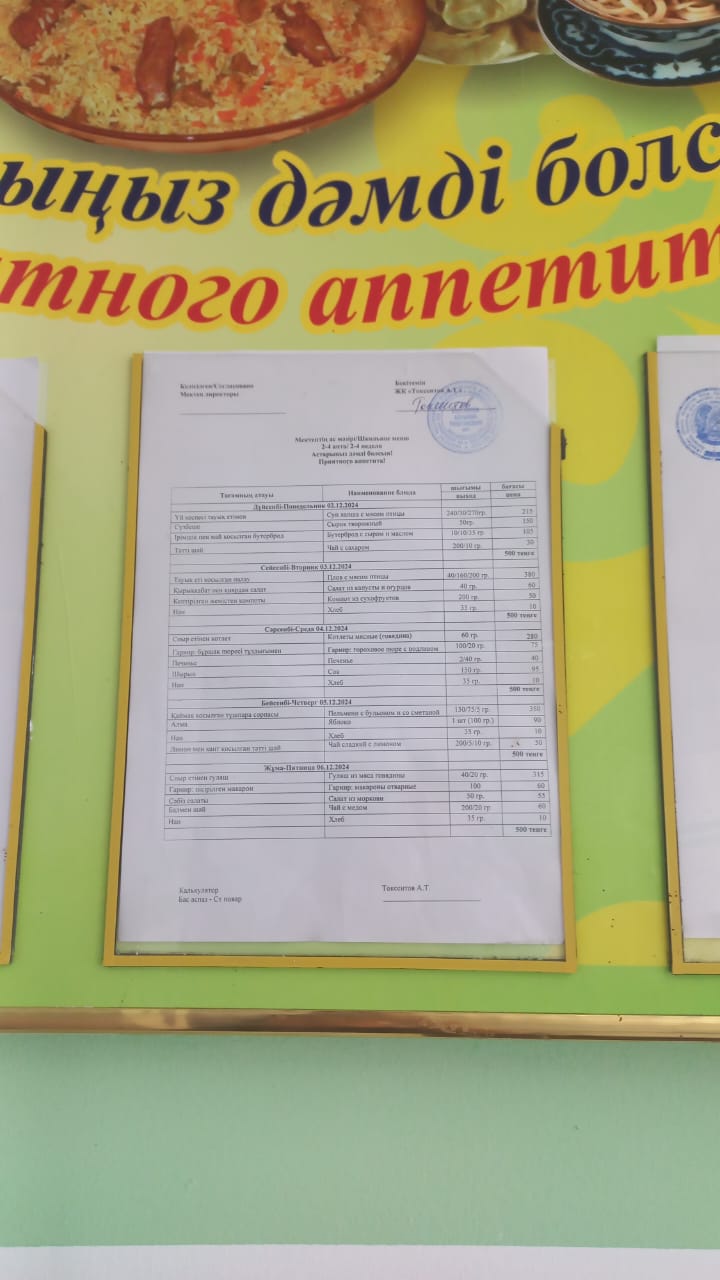 ыңыз дәмді болс
тного аппетит
Келісілген/Согласовано
Мектеп директоры
Бекітемін
ЖК «Токсеитов А.Т.»
Мектептің ас мәзірі/Школьное меню
2-4 апта/ 2-4 неделя
Астарыңыз дәмді болсын!
Приятного аппетита!
Тағамның атауы Наименование блюда шығымы выход бағасы цена
Дүйсенбі-Понедельник 02.12.2024
Үй кеспесі тауық етімен Суп лапша с мясом птицы 240/30/270гр. 215
Сүзбеше Сырок творожный 50гр. 150
Ірімшік пен май қосылған бутерброд Бутерброд с сыром и маслом 10/10/35 гр. 105
Тәтті шай Чай с сахаром 200/10 гр. 30
500 тенге
Сейсенбі-Вторник 03.12.2024
Тауық еті қосылған палау Плов с мясом птицы 40/160/200 гр. 380
Қырыққабат пен қиярдан салат Салат из капусты и огурцов 40 гр. 60
Кептірілген жемістен компоты Компот из сухофруктов 200 гр. 50
Нан Хлеб 35 гр. 10
500 тенге
Сәрсенбі-Среда 04.12.2024
Сиыр етінен котлет Котлеты мясные (говядина) 60 гр. 280
Гарнир: бұршақ пюресі тұздығымен Гарнир: гороховое пюре с подливом 100/20 гр. 75
Печенье Печенье 2/40 гр. 40
Шырын Сок 150 гр. 95
Нан Хлеб 35 гр. 10
500 тенге
Бейсенбі-Четверг 05.12.2024
Қаймақ қосылған тұшпара сорпасы Пельмени с бульоном и со сметаной 130/75/5 гр. 350
Алма Яблоко 1 шт (100 гр.) 90
Нан Хлеб 35 гр. 10
Лимон мен қант қосылған тәтті шай Чай сладкий с лимоном 200/5/10 гр. 50
500 тенге
Жұма-Пятница 06.12.2024
Сиыр етінен гуляш Гуляш из мяса говядины 40/20 гр. 315
Гарнир: пісірілген макарон Гарнир: макароны отварные 100 60
Сәбіз салаты Салат из моркови 50 гр. 55
Балмен шай Чай с медом 200/20 гр. 60
Нан Хлеб 35 гр. 10
500 тенге
Калькулятор
Бас аспаз - Ст повар
Токсеитов А.Т.